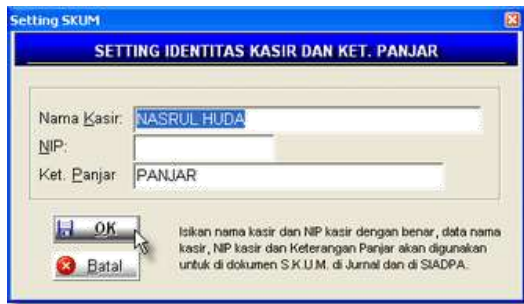 Setting SKUM
SETTING IDENTITAS KASIR DAN KET. PANJAR
Nama Kasir: NASRUL HUDA
NIP:
Ket. Panjar PANJAR
OK
Batal
Isikan nama kasir dan NIP kasir dengan benar, data nama
kasir, NIP kasir dan Keterangan Panjar akan digunakan
untuk di dokumen S.K.U.M. di Jurnal dan di SIADPA.